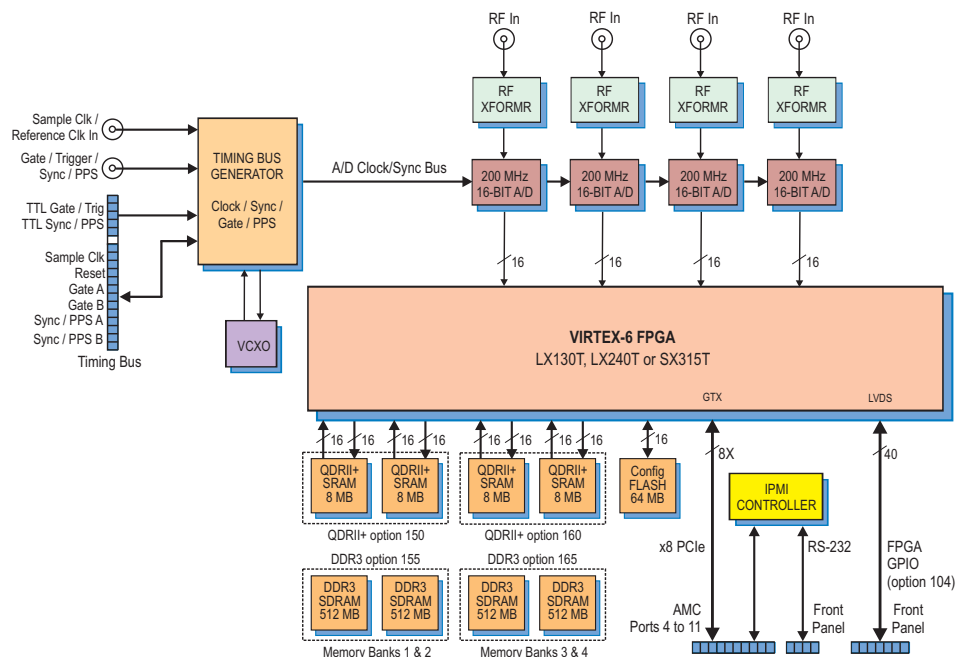 RF In
RF In
RF In
RF In
RF
XFORMR
RF
XFORMR
RF
XFORMR
RF
XFORMR
Sample Clk /
Reference Clk In
Gate / Trigger /
Sync / PPS
TTL Gate / Trig
TTL Sync / PPS
Sample Clk
Reset
Gate A
Gate B
Sync / PPS A
Sync / PPS B
Timing Bus
TIMING BUS
GENERATOR
Clock / Sync /
Gate / PPS
VCXO
A/D Clock/Sync Bus
200 MHz
16-BIT A/D
200 MHz
16-BIT A/D
200 MHz
16-BIT A/D
200 MHz
16-BIT A/D
16
16
16
16
VIRTEX-6 FPGA
LX130T, LX240T or SX315T
GTX
LVDS
16
16
16
16
16
16
16
16
16
8X
40
QDRII+
SRAM
8 MB
QDRII+
SRAM
8 MB
QDRII+
SRAM
8 MB
QDRII+
SRAM
8 MB
Config
FLASH
64 MB
IPMI
CONTROLLER
QDRII+ option 150
QDRII+ option 160
DDR3 option 155
DDR3 option 165
x8 PCIe
RS-232
FPGA
GPIO
(option 104)
DDR3
SDRAM
512 MB
DDR3
SDRAM
512 MB
DDR3
SDRAM
512 MB
DDR3
SDRAM
512 MB
Memory Banks 1 & 2
Memory Banks 3 & 4
AMC
Ports 4 to 11
Front
Panel
Front
Panel